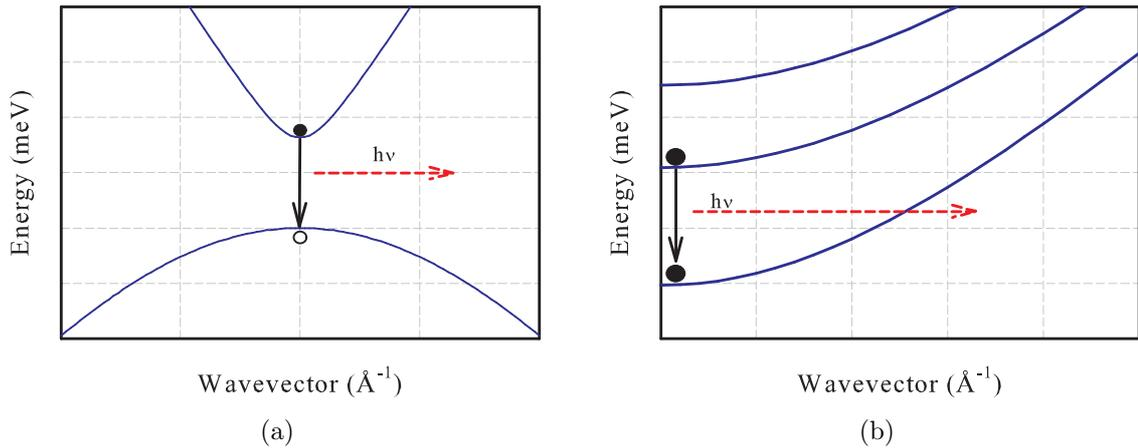 Energy (meV)
hν
Wavevector (Å⁻¹)
(a)
Energy (meV)
hν
Wavevector (Å⁻¹)
(b)